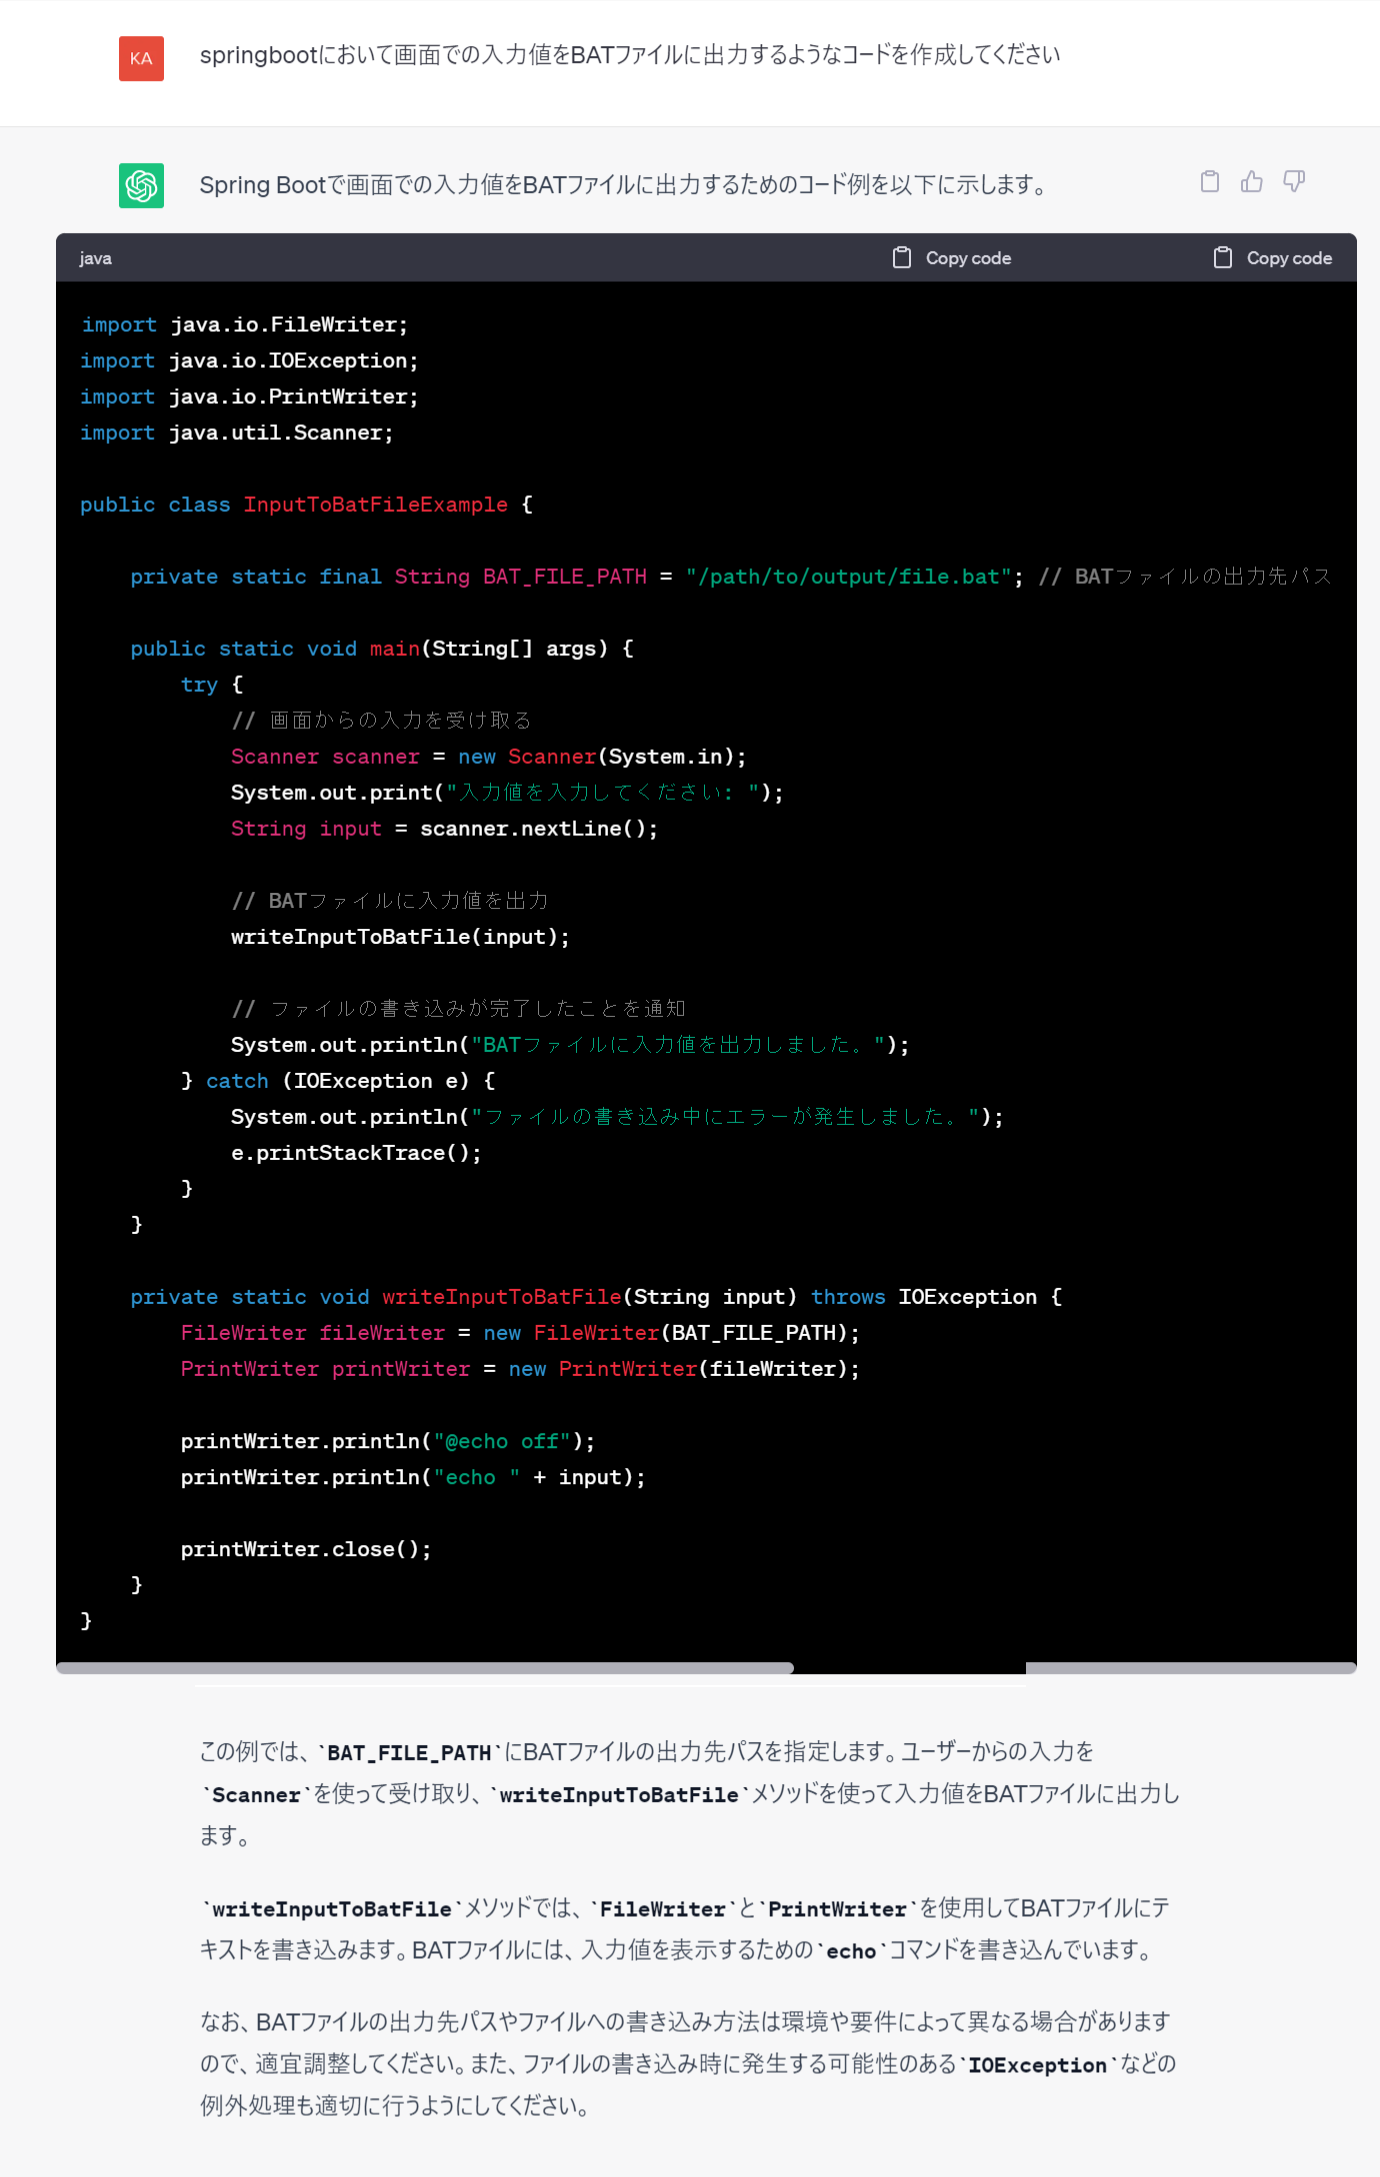 KA
springbootにおいて画面での入力値をBATファイルに出力するようなコードを作成してください
Spring Bootで画面での入力値をBATファイルに出力するためのコード例を以下に示します。
java Copy code Copy code
import java.io.FileWriter;
import java.io.IOException;
import java.io.PrintWriter;
import java.util.Scanner;
public class InputToBatFileExample {
private static final String BAT_FILE_PATH = "/path/to/output/file.bat"; // BATファイルの出力先パス
public static void main(String[] args) {
try {
// 画面からの入力を受け取る
Scanner scanner = new Scanner(System.in);
System.out.print("入力値を入力してください: ");
String input = scanner.nextLine();
// BATファイルに入力値を出力
writeInputToBatFile(input);
// ファイルの書き込みが完了したことを通知
System.out.println("BATファイルに入力値を出力しました。");
} catch (IOException e) {
System.out.println("ファイルの書き込み中にエラーが発生しました。");
e.printStackTrace();
}
}
private static void writeInputToBatFile(String input) throws IOException {
FileWriter fileWriter = new FileWriter(BAT_FILE_PATH);
PrintWriter printWriter = new PrintWriter(fileWriter);
printWriter.println("@echo off");
printWriter.println("echo " + input);
printWriter.close();
}
}
この例では、`BAT_FILE_PATH`にBATファイルの出力先パスを指定します。ユーザーからの入力を
`Scanner`を使って受け取り、`writeInputToBatFile`メソッドを使って入力値をBATファイルに出力し
ます。
`writeInputToBatFile`メソッドでは、`FileWriter`と`PrintWriter`を使用してBATファイルにテ
キストを書き込みます。BATファイルには、入力値を表示するための`echo`コマンドを書き込んでいます。
なお、BATファイルの出力先パスやファイルへの書き込み方法は環境や要件によって異なる場合があります
ので、適宜調整してください。また、ファイルの書き込み時に発生する可能性のある`IOException`などの
例外処理も適切に行うようにしてください。